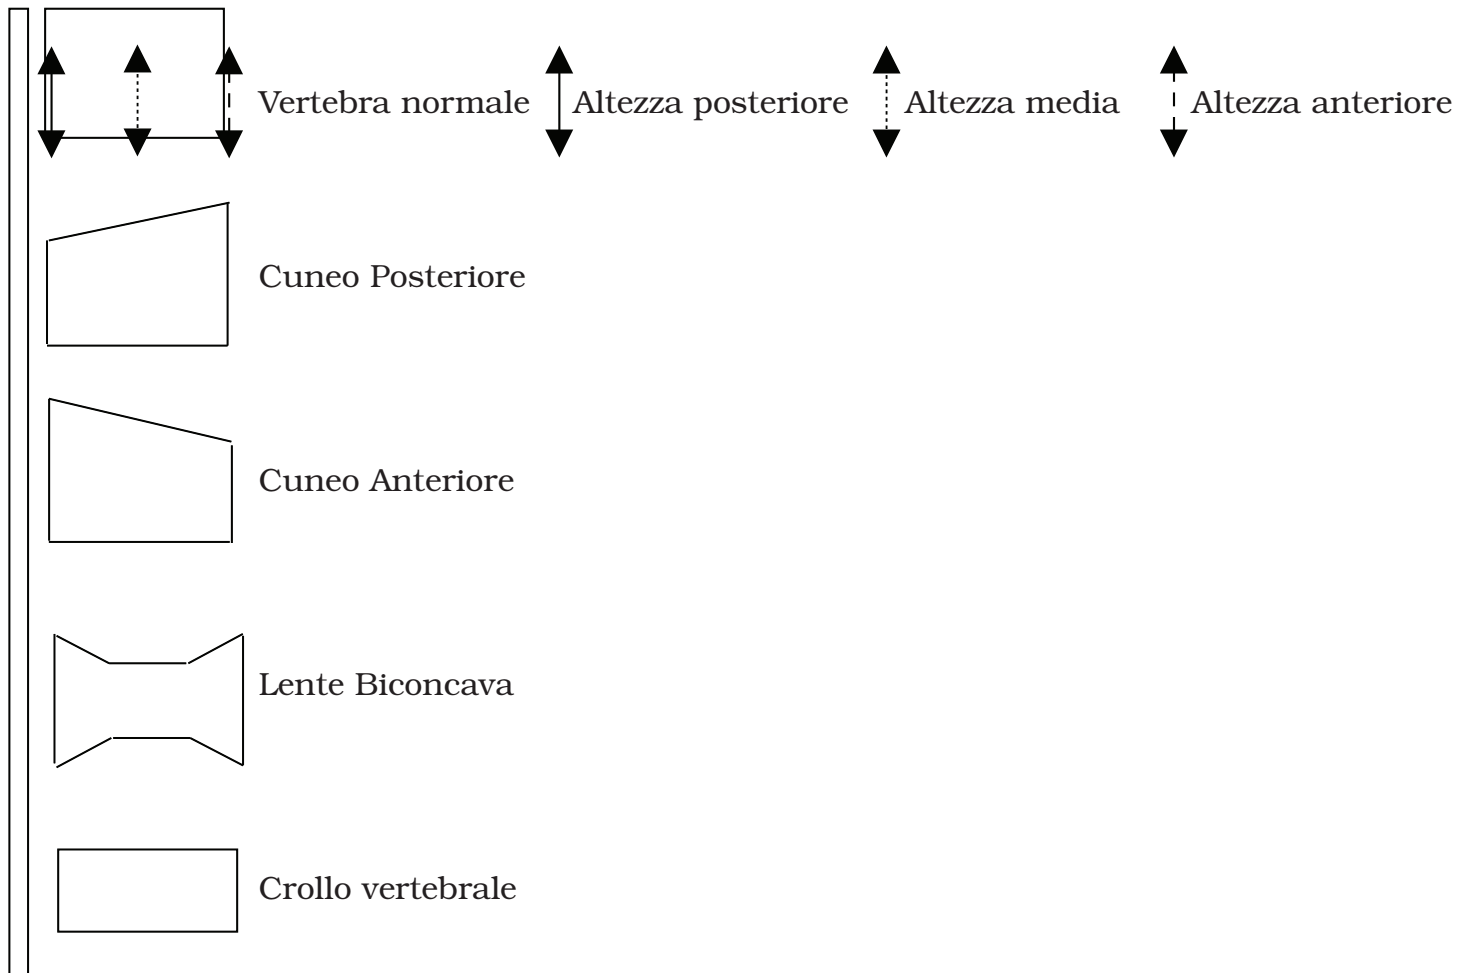 Vertebra normale Altezza posteriore Altezza media Altezza anteriore
Cuneo Posteriore
Cuneo Anteriore
Lente Biconcava
Crollo vertebrale